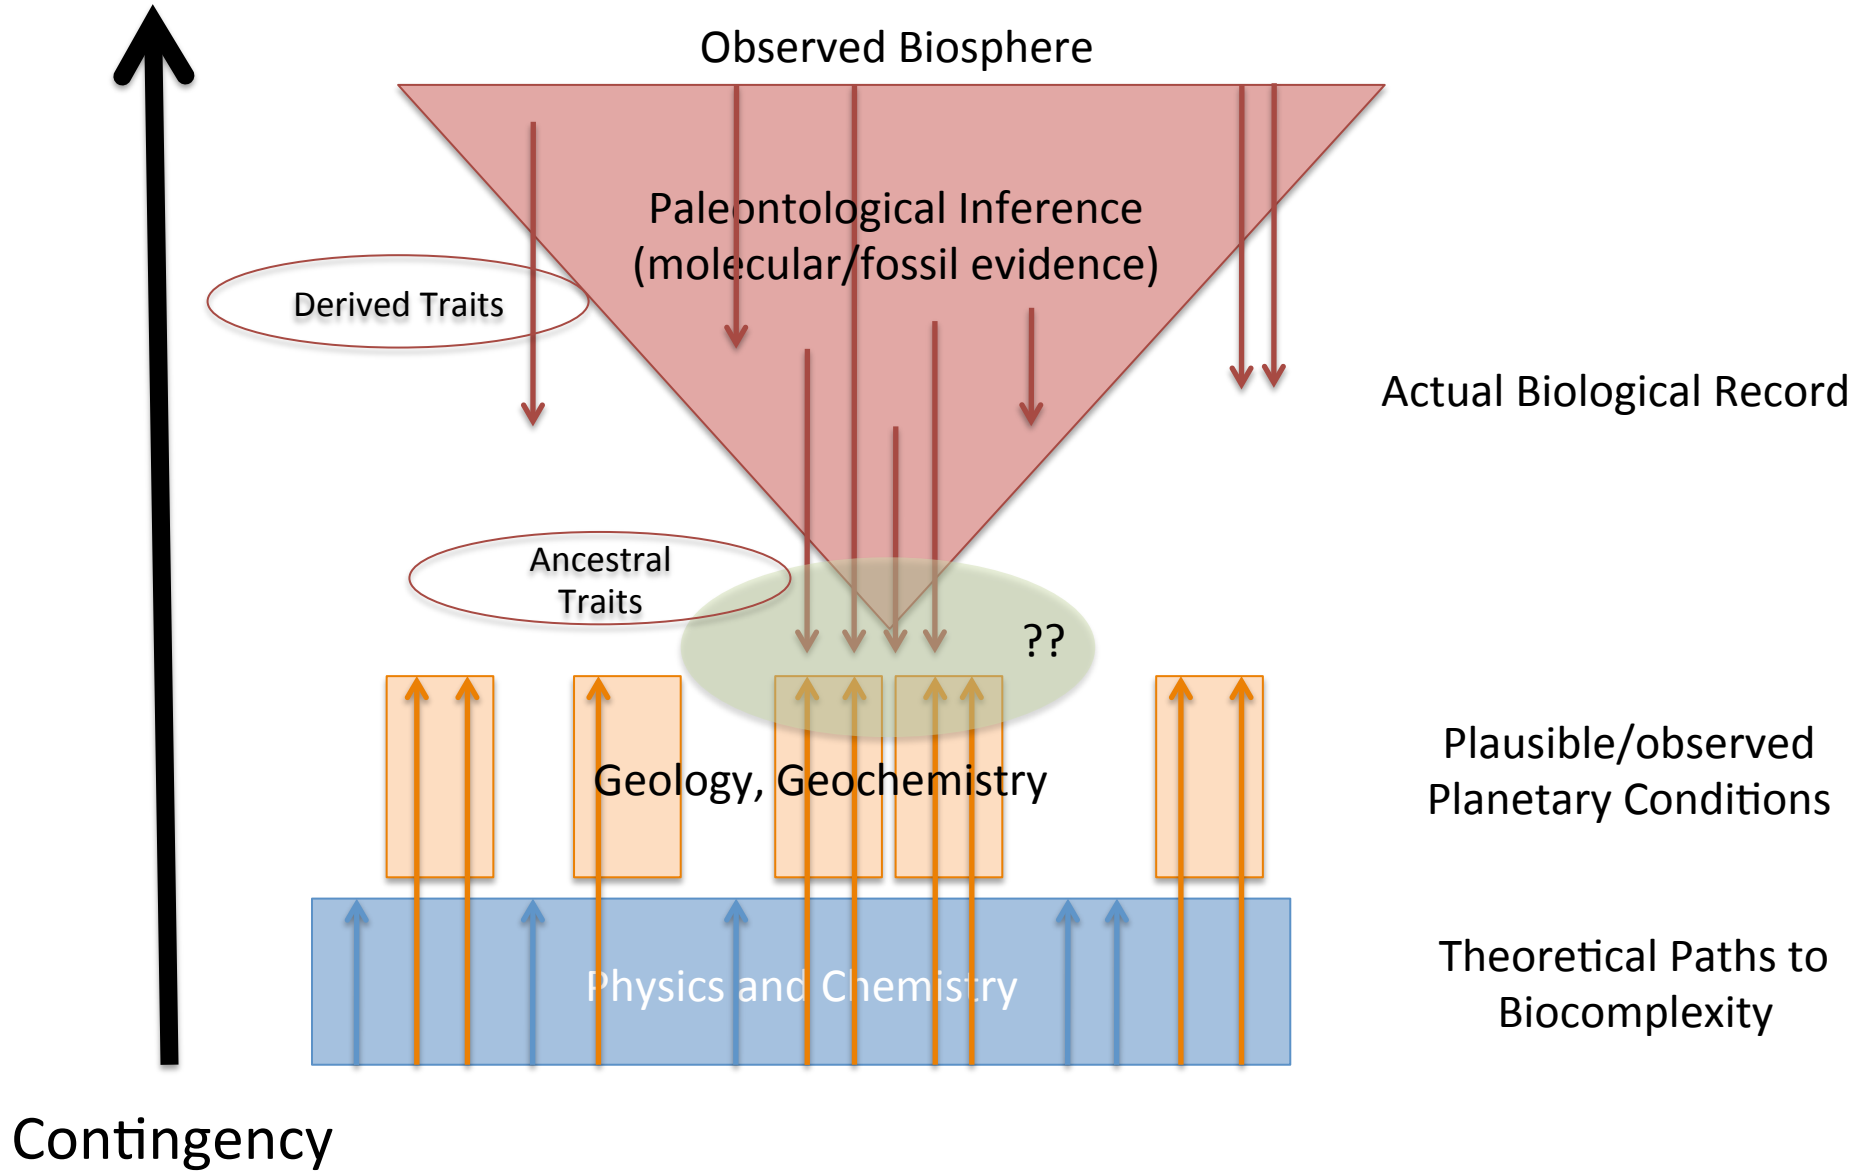 Observed Biosphere
Paleontological Inference
(molecular/fossil evidence)
Derived Traits
Actual Biological Record
Ancestral
Traits
??
Plausible/observed
Planetary Conditions
Geology, Geochemistry
Theoretical Paths to
Biocomplexity
Physics and Chemistry
Contingency